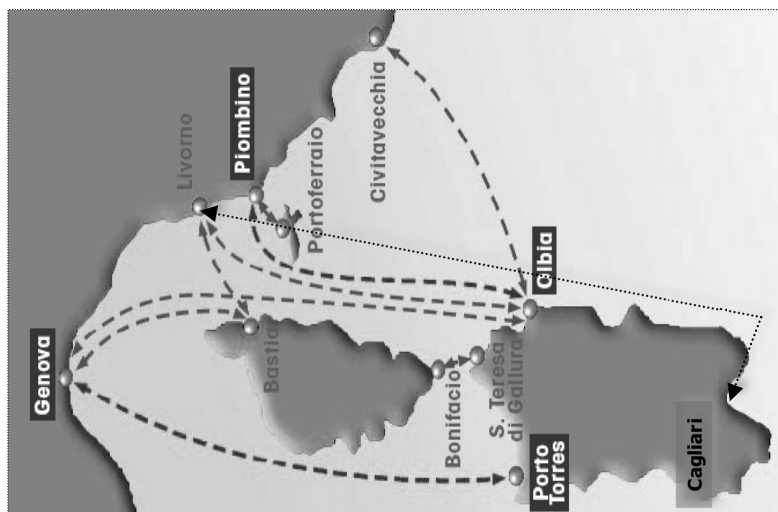 Genova
Livorno
Piombino
Portoferraio
Civitavecchia
Bastia
Bonifacio
S. Teresa
di Gallura
Olbia
Porto
Torres
Cagliari